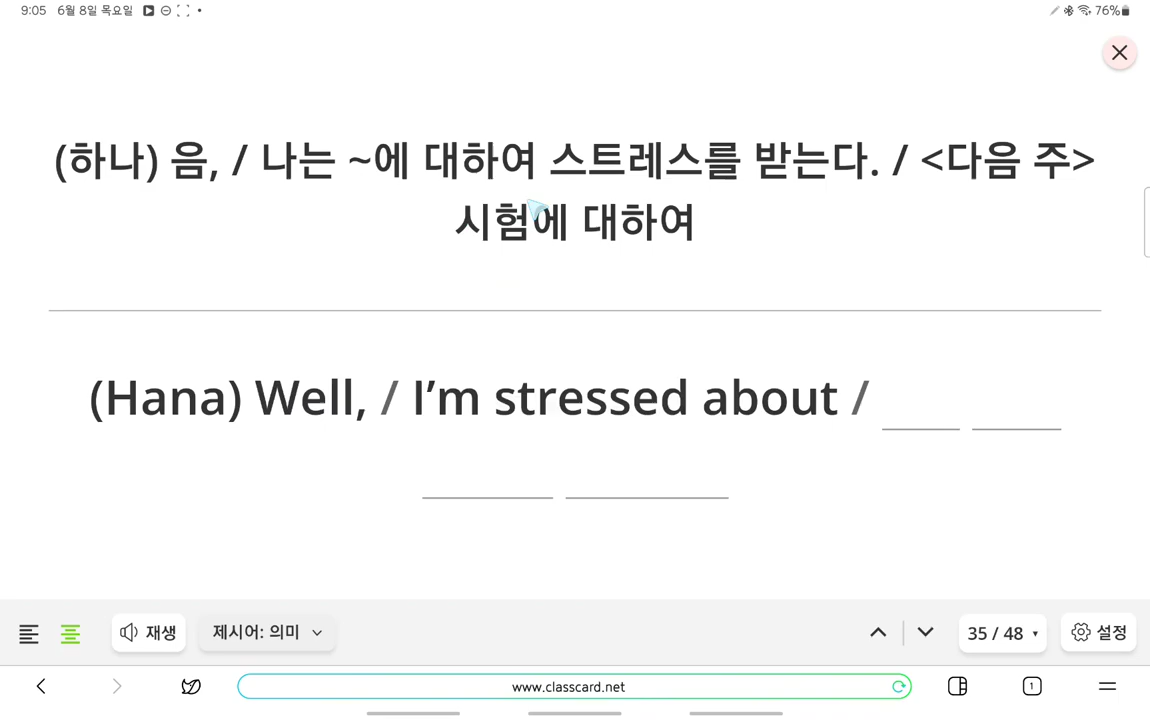 9:05 6월 8일 목요일 76%
(하나) 음, / 나는 ~에 대하여 스트레스를 받는다. / <다음 주>
시험에 대하여
(Hana) Well, / I’m stressed about /
재생 제시어: 의미 35 / 48 설정
www.classcard.net 1